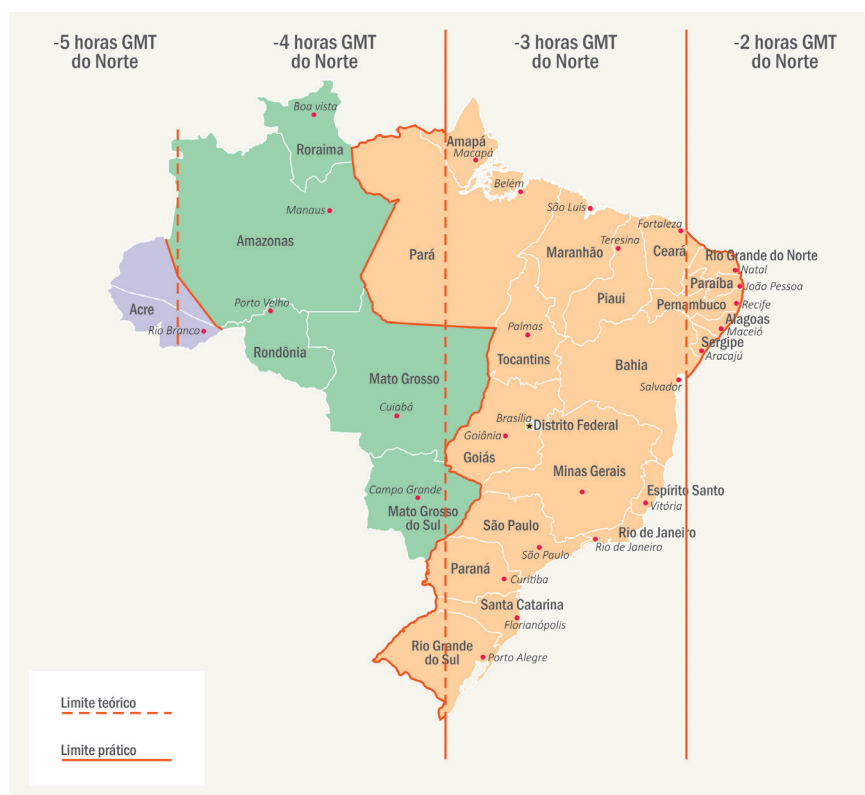 -5 horas GMT
do Norte
-4 horas GMT
do Norte
-3 horas GMT
do Norte
-2 horas GMT
do Norte
Boa vista
Roraima
Amapá
Macapá
Belém
Manaus
São Luís
Fortaleza
Amazonas
Pará
Maranhão
Teresina
Ceará
Rio Grande do Norte
Natal
Paraíba
João Pessoa
Piaui
Pernambuco
Recife
Acre
Porto Velho
Alagoas
Maceió
Rio Branco
Palmas
Sergipe
Aracajú
Rondônia
Tocantins
Bahia
Mato Grosso
Salvador
Cuiabá
Brasília
Distrito Federal
Goiânia
Goiás
Minas Gerais
Campo Grande
Espírito Santo
Vitória
Mato Grosso
do Sul
São Paulo
Rio de Janeiro
Rio de Janeiro
São Paulo
Paraná
Curitiba
Santa Catarina
Florianópolis
Rio Grande
do Sul
Porto Alegre
Limite teórico
Limite prático